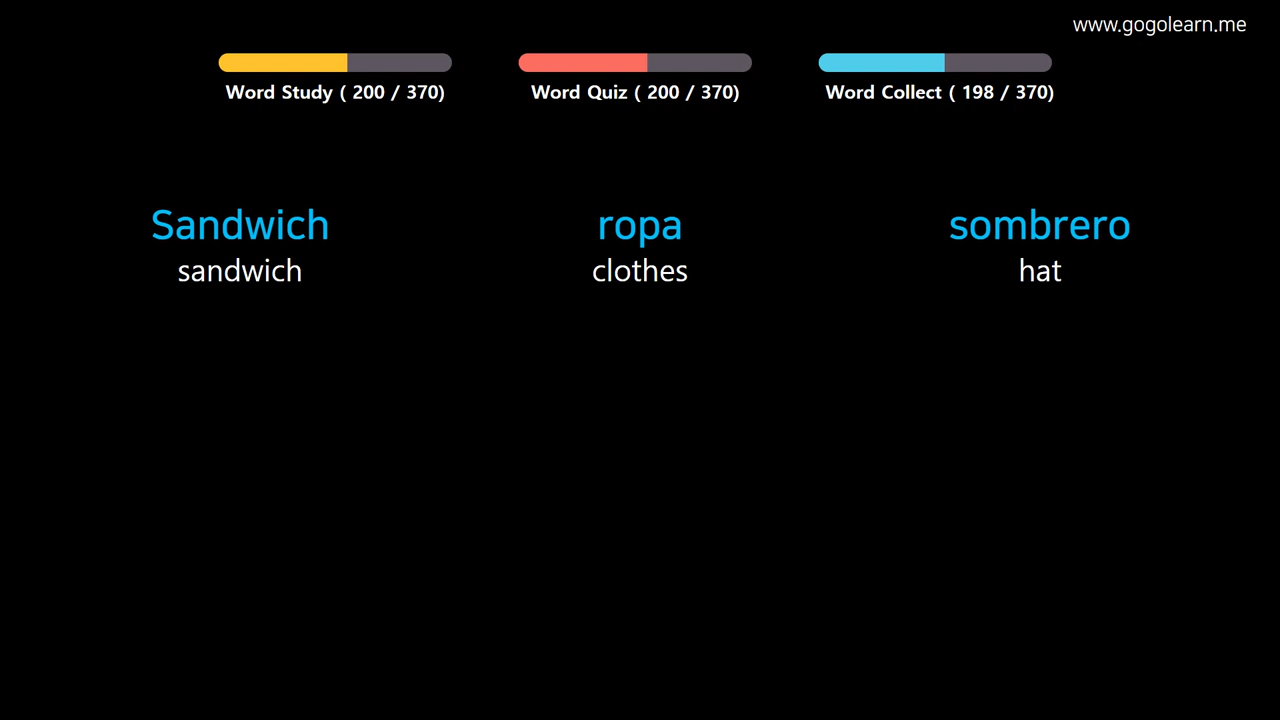 www.gogolearn.me
Word Study ( 200 / 370)
Word Quiz ( 200 / 370)
Word Collect ( 198 / 370)
Sandwich
sandwich
ropa
clothes
sombrero
hat